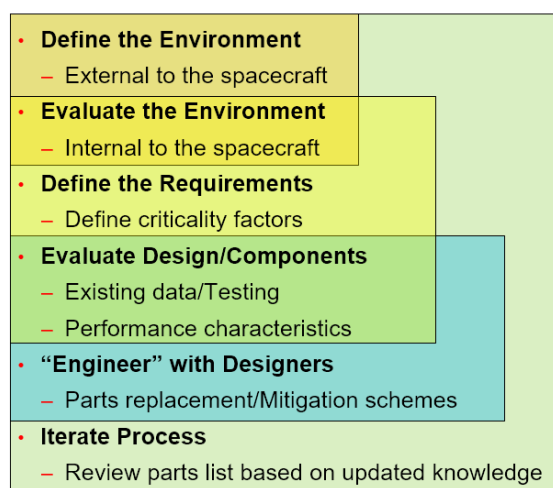 • Define the Environment
– External to the spacecraft
• Evaluate the Environment
– Internal to the spacecraft
• Define the Requirements
– Define criticality factors
• Evaluate Design/Components
– Existing data/Testing
– Performance characteristics
• “Engineer” with Designers
– Parts replacement/Mitigation schemes
• Iterate Process
– Review parts list based on updated knowledge